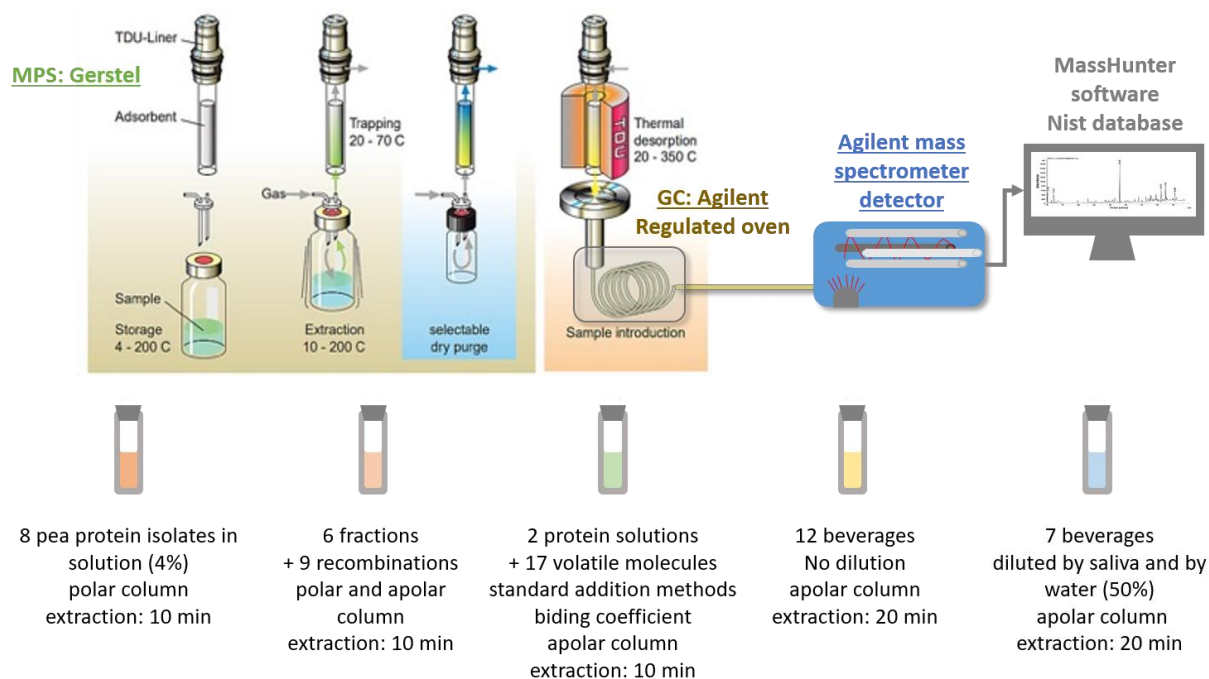 MPS: Gerstel
TDU-Liner
Adsorbent
Sample
Storage
4 - 200 C
Trapping
20 - 70 C
Gas
Extraction
10 - 200 C
selectable
dry purge
TDU
Thermal
desorption
20 - 350 C
Sample introduction
GC: Agilent
Regulated oven
Agilent mass
spectrometer
detector
MassHunter
software
Nist database
8 pea protein isolates in
solution (4%)
polar column
extraction: 10 min
6 fractions
+ 9 recombinations
polar and apolar
column
extraction: 10 min
2 protein solutions
+ 17 volatile molecules
standard addition methods
biding coefficient
apolar column
extraction: 10 min
12 beverages
No dilution
apolar column
extraction: 20 min
7 beverages
diluted by saliva and by
water (50%)
apolar column
extraction: 20 min